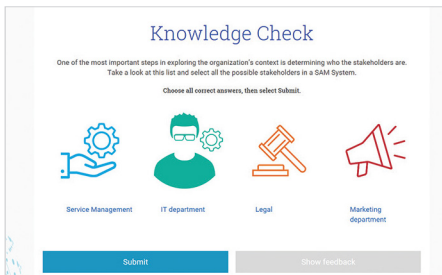 Knowledge Check
One of the most important steps in exploring the organization's context is determining who the stakeholders are.
Take a look at this list and select all the possible stakeholders in a SAM System.
Choose all correct answers, then select Submit.
Service Management
IT department
Legal
Marketing
department
Submit
Show feedback